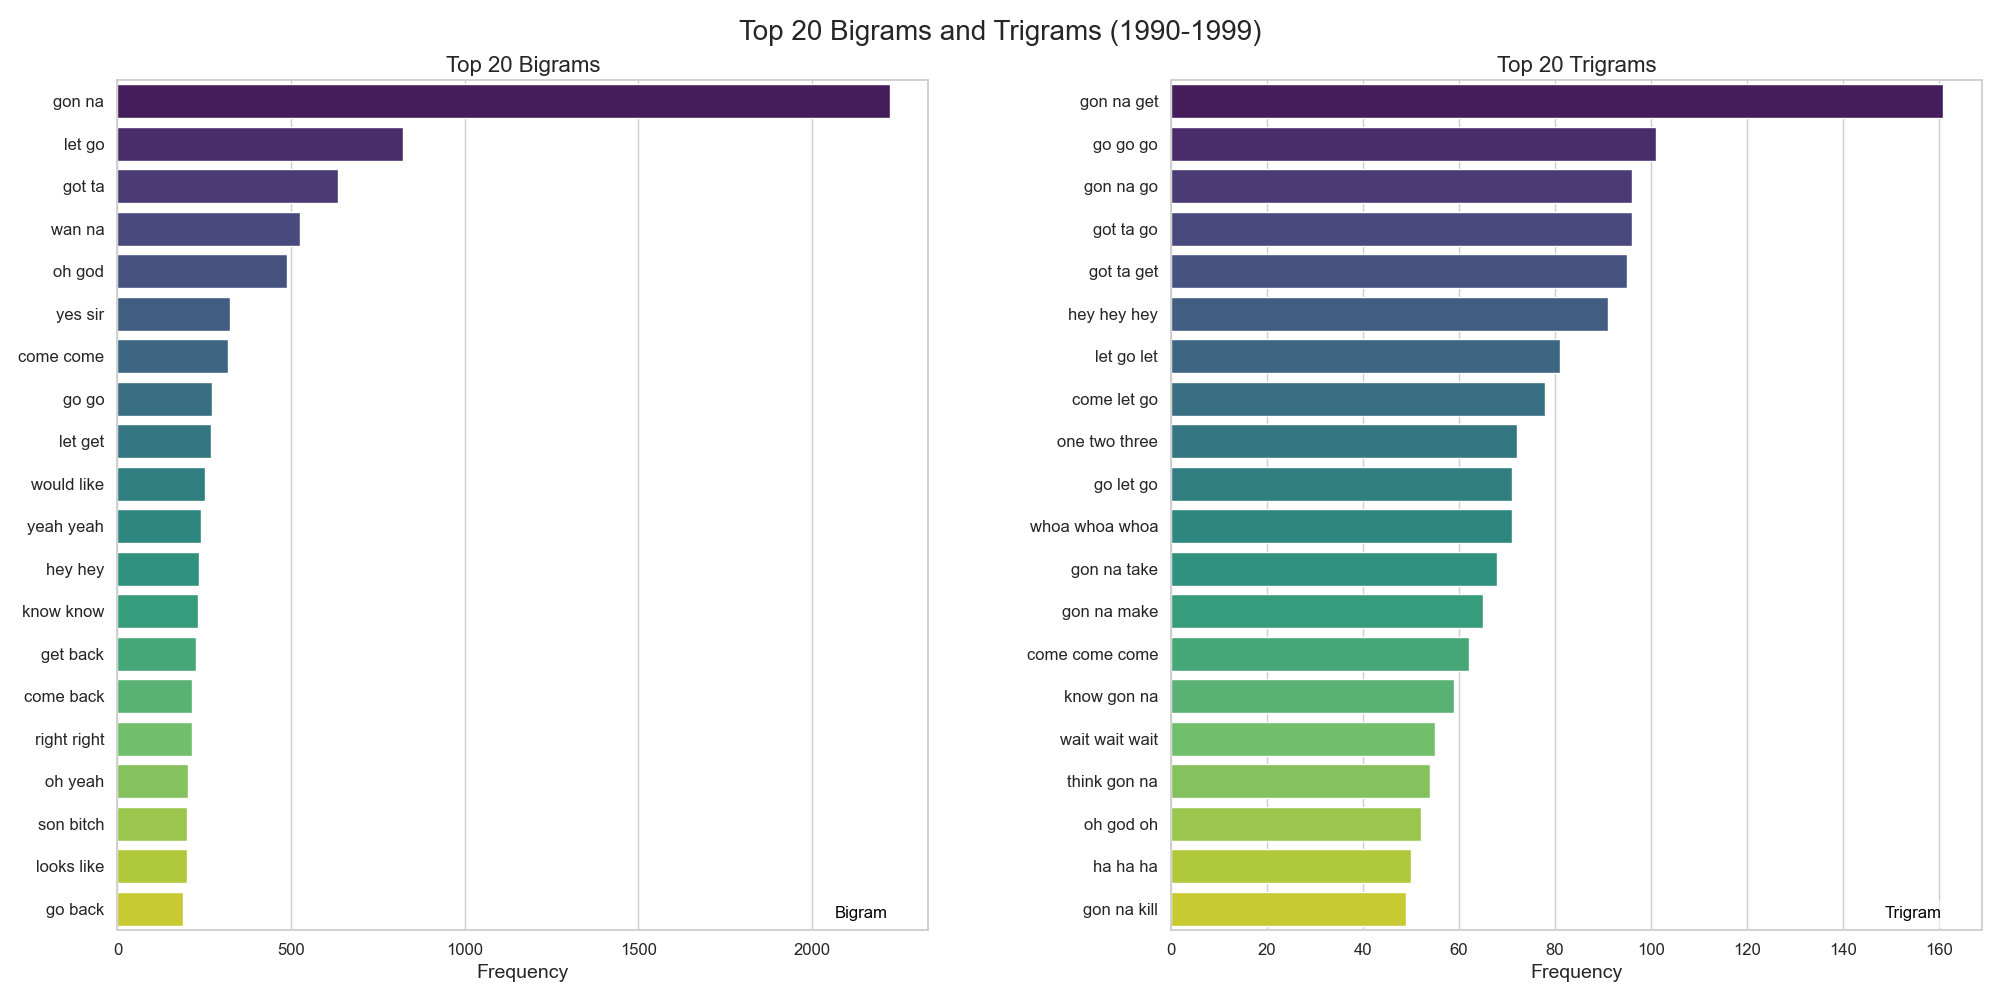 Top 20 Bigrams and Trigrams (1990-1999)
Top 20 Bigrams
gon na
let go
got ta
wan na
oh god
yes sir
come come
go go
let get
would like
yeah yeah
hey hey
know know
get back
come back
right right
oh yeah
son bitch
looks like
go back
Bigram
0 500 1000 1500 2000
Frequency
Top 20 Trigrams
gon na get
go go go
gon na go
got ta go
got ta get
hey hey hey
let go let
come let go
one two three
go let go
whoa whoa whoa
gon na take
gon na make
come come come
know gon na
wait wait wait
think gon na
oh god oh
ha ha ha
gon na kill
Trigram
0 20 40 60 80 100 120 140 160
Frequency